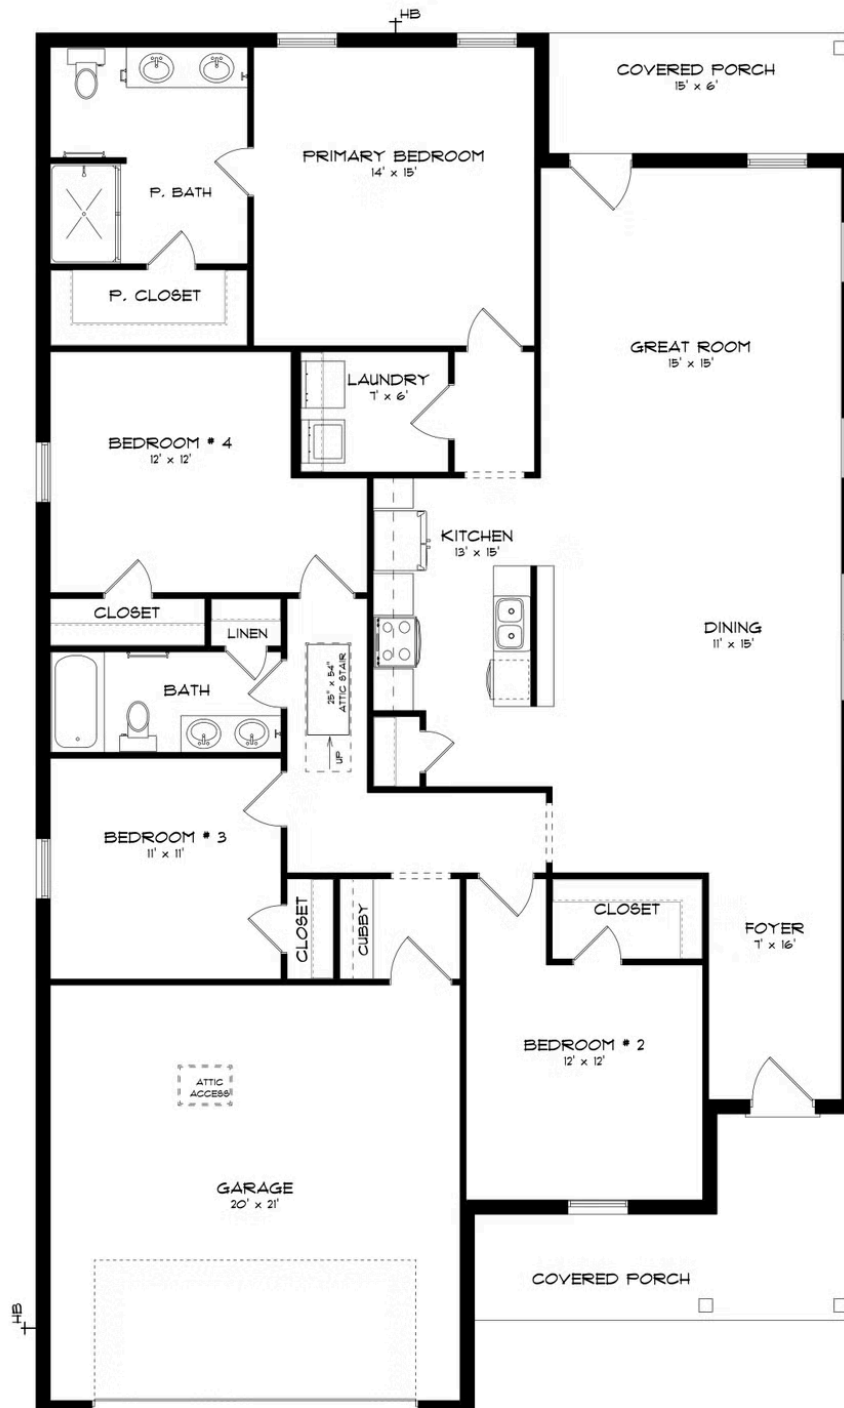 HB
COVERED PORCH
15' x 6'
PRIMARY BEDROOM
14' x 15'
P. BATH
P. CLOSET
GREAT ROOM
15' x 15'
LAUNDRY
7' x 6'
BEDROOM # 4
12' x 12'
KITCHEN
13' x 15'
CLOSET
LINEN
DINING
11' x 15'
BATH
25" x 54"
ATTIC STAIR
UP
BEDROOM # 3
11' x 11'
CLOSET
CUBBY
CLOSET
FOYER
7' x 16'
BEDROOM # 2
12' x 12'
ATTIC
ACCESS
GARAGE
20' x 21'
COVERED PORCH
HB